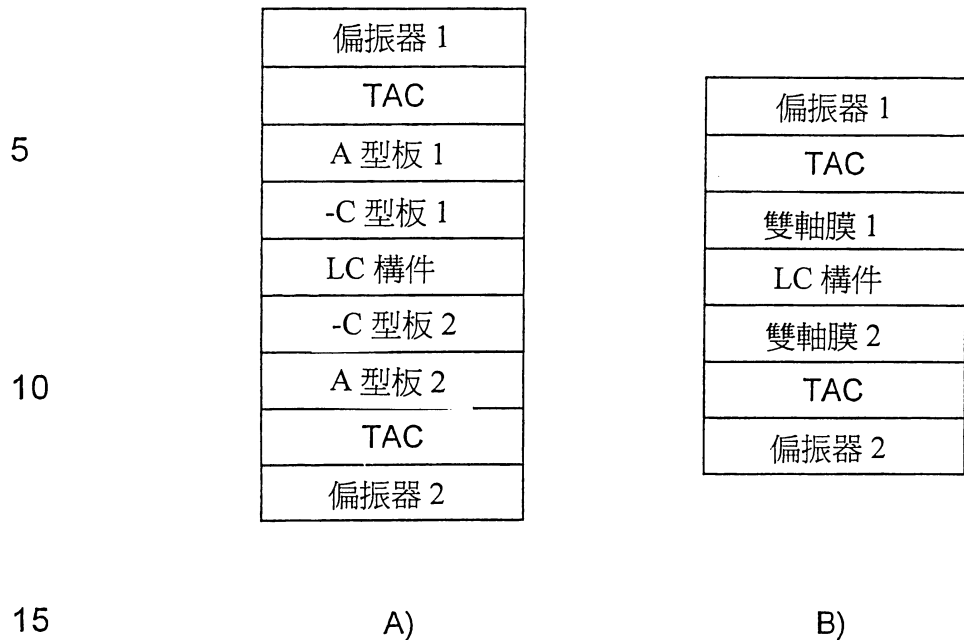 偏振器 1
TAC
A 型板 1
-C 型板 1
LC 構件
-C 型板 2
A 型板 2
TAC
偏振器 2
偏振器 1
TAC
雙軸膜 1
LC 構件
雙軸膜 2
TAC
偏振器 2
5
10
15
A)
B)